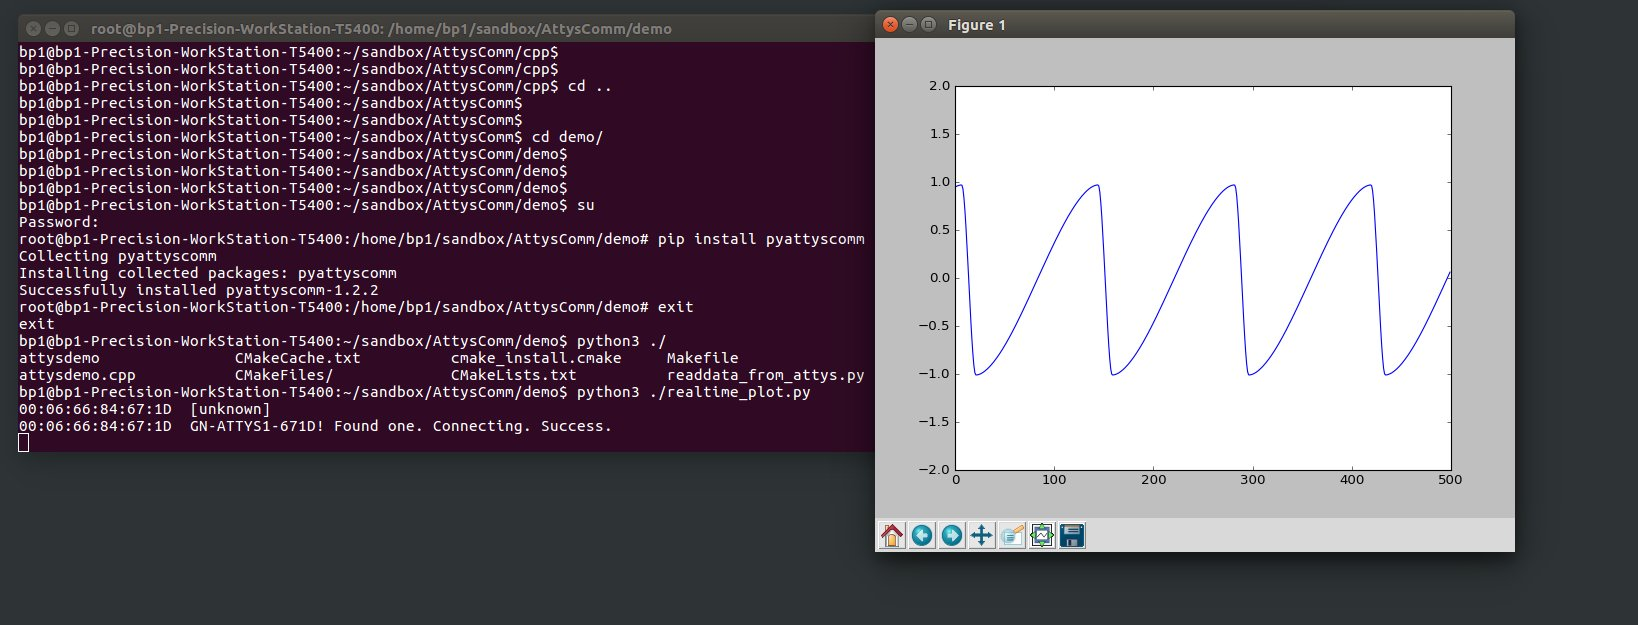 root@bp1-Precision-WorkStation-T5400: /home/bp1/sandbox/AttysComm/demo
bp1@bp1-Precision-WorkStation-T5400:~/sandbox/AttysComm/cpp$
bp1@bp1-Precision-WorkStation-T5400:~/sandbox/AttysComm/cpp$
bp1@bp1-Precision-WorkStation-T5400:~/sandbox/AttysComm/cpp$ cd ..
bp1@bp1-Precision-WorkStation-T5400:~/sandbox/AttysComm$
bp1@bp1-Precision-WorkStation-T5400:~/sandbox/AttysComm$
bp1@bp1-Precision-WorkStation-T5400:~/sandbox/AttysComm$ cd demo/
bp1@bp1-Precision-WorkStation-T5400:~/sandbox/AttysComm/demo$
bp1@bp1-Precision-WorkStation-T5400:~/sandbox/AttysComm/demo$
bp1@bp1-Precision-WorkStation-T5400:~/sandbox/AttysComm/demo$
bp1@bp1-Precision-WorkStation-T5400:~/sandbox/AttysComm/demo$ su
Password:
root@bp1-Precision-WorkStation-T5400:/home/bp1/sandbox/AttysComm/demo# pip install pyattyscomm
Collecting pyattyscomm
Installing collected packages: pyattyscomm
Successfully installed pyattyscomm-1.2.2
root@bp1-Precision-WorkStation-T5400:/home/bp1/sandbox/AttysComm/demo# exit
exit
bp1@bp1-Precision-WorkStation-T5400:~/sandbox/AttysComm/demo$ python3 ./
attysdemo CMakeCache.txt cmake_install.cmake Makefile
attysdemo.cpp CMakeFiles/ CMakeLists.txt readdata_from_attys.py
bp1@bp1-Precision-WorkStation-T5400:~/sandbox/AttysComm/demo$ python3 ./realtime_plot.py
00:06:66:84:67:1D [unknown]
00:06:66:84:67:1D GN-ATTYS1-671D! Found one. Connecting. Success.
Figure 1
2.0
1.5
1.0
0.5
0.0
−0.5
−1.0
−1.5
−2.0
0 100 200 300 400 500